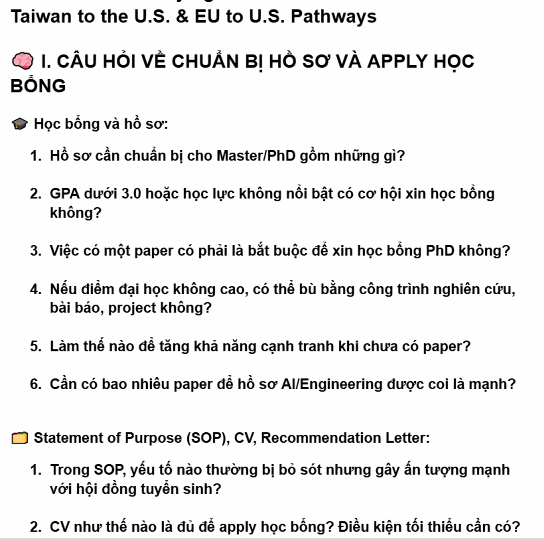 Taiwan to the U.S. & EU to U.S. Pathways
🧠 I. CÂU HỎI VỀ CHUẨN BỊ HỒ SƠ VÀ APPLY HỌC
BỔNG
🎓 Học bổng và hồ sơ:
1. Hồ sơ cần chuẩn bị cho Master/PhD gồm những gì?
2. GPA dưới 3.0 hoặc học lực không nổi bật có cơ hội xin học bổng
không?
3. Việc có một paper có phải là bắt buộc để xin học bổng PhD không?
4. Nếu điểm đại học không cao, có thể bù bằng công trình nghiên cứu,
bài báo, project không?
5. Làm thế nào để tăng khả năng cạnh tranh khi chưa có paper?
6. Cần có bao nhiêu paper để hồ sơ AI/Engineering được coi là mạnh?
🗂️ Statement of Purpose (SOP), CV, Recommendation Letter:
1. Trong SOP, yếu tố nào thường bị bỏ sót nhưng gây ấn tượng mạnh
với hội đồng tuyển sinh?
2. CV như thế nào là đủ để apply học bổng? Điều kiện tối thiểu cần có?